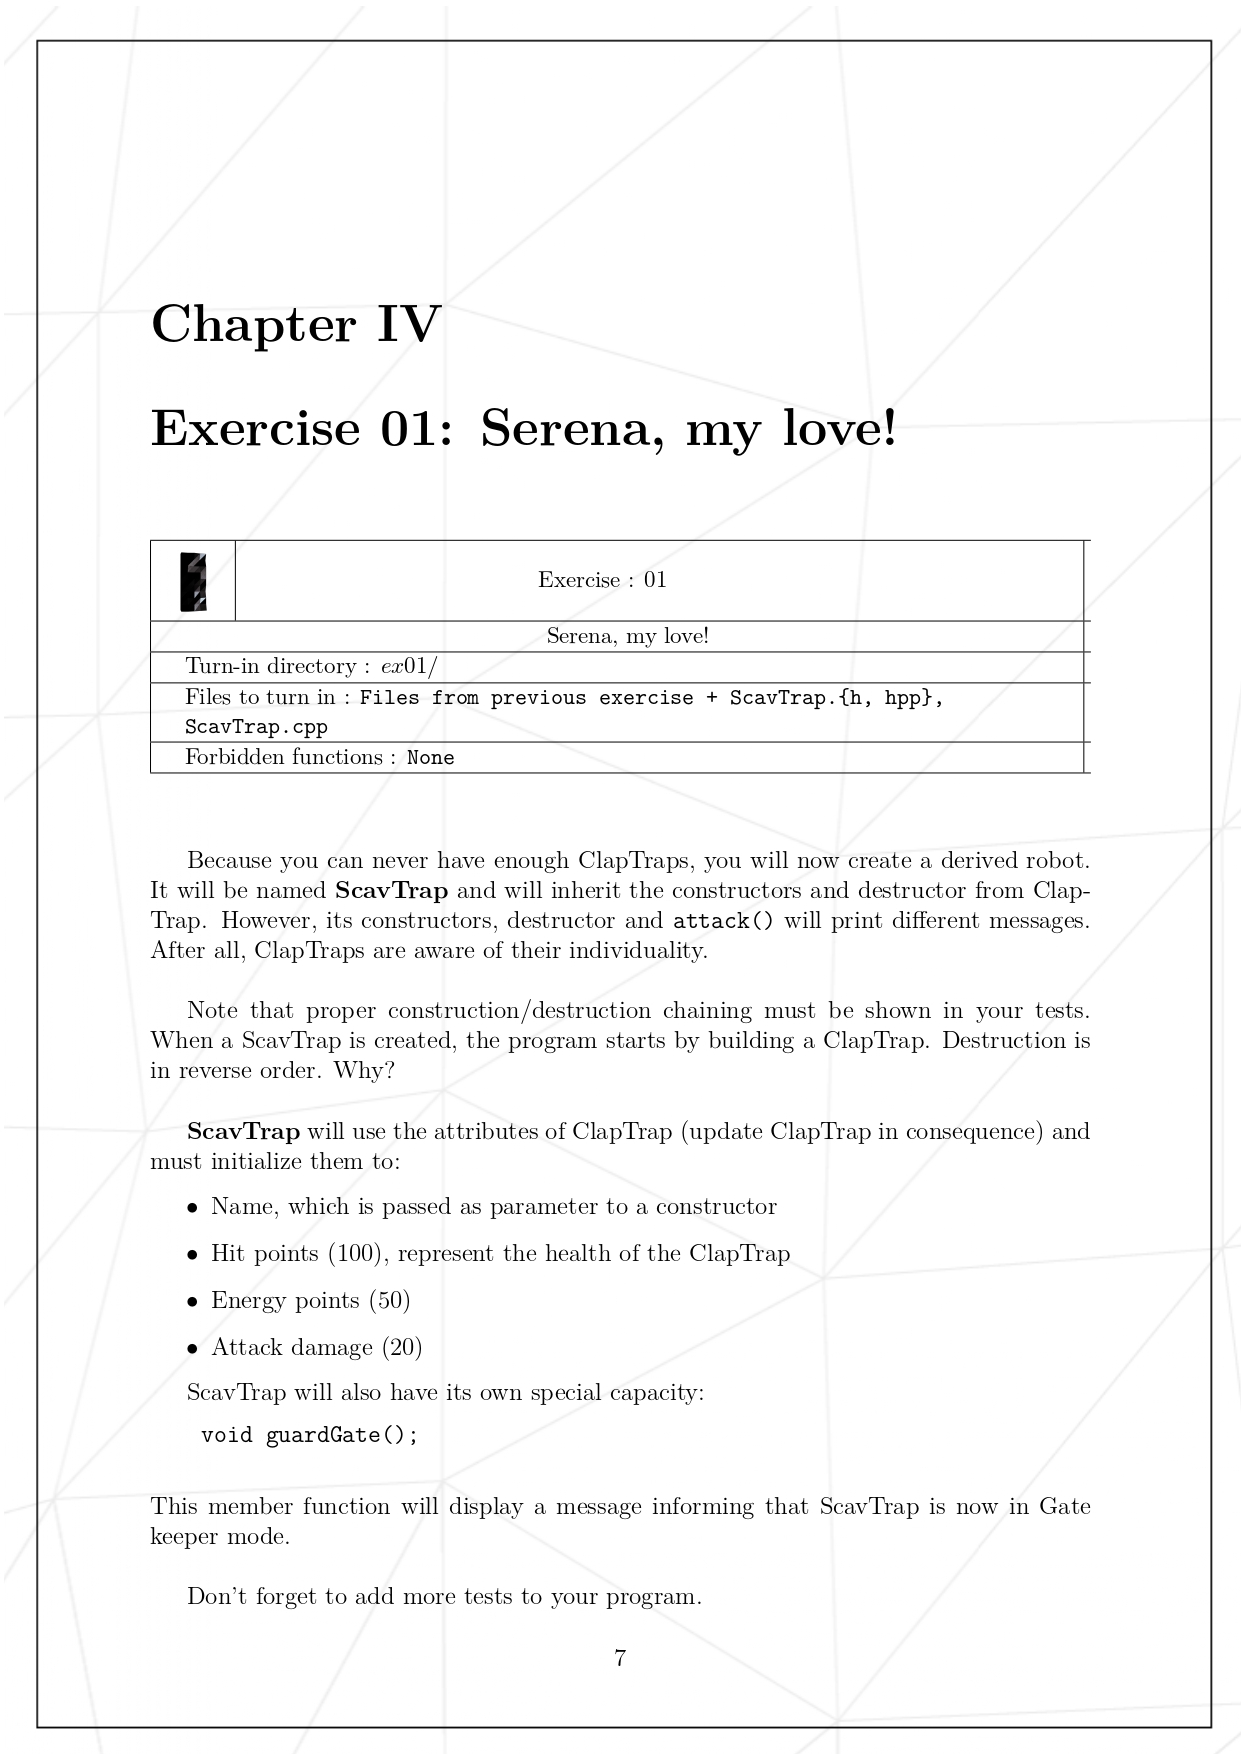 Chapter IV
Exercise 01: Serena, my love!
Exercise : 01
Serena, my love!
Turn-in directory : ex01/
Files to turn in : Files from previous exercise + ScavTrap.{h, hpp},
ScavTrap.cpp
Forbidden functions : None
Because you can never have enough ClapTraps, you will now create a derived robot.
It will be named ScavTrap and will inherit the constructors and destructor from Clap-
Trap. However, its constructors, destructor and attack() will print different messages.
After all, ClapTraps are aware of their individuality.
Note that proper construction/destruction chaining must be shown in your tests.
When a ScavTrap is created, the program starts by building a ClapTrap. Destruction is
in reverse order. Why?
ScavTrap will use the attributes of ClapTrap (update ClapTrap in consequence) and
must initialize them to:
• Name, which is passed as parameter to a constructor
• Hit points (100), represent the health of the ClapTrap
• Energy points (50)
• Attack damage (20)
ScavTrap will also have its own special capacity:
void guardGate();
This member function will display a message informing that ScavTrap is now in Gate
keeper mode.
Don't forget to add more tests to your program.
7